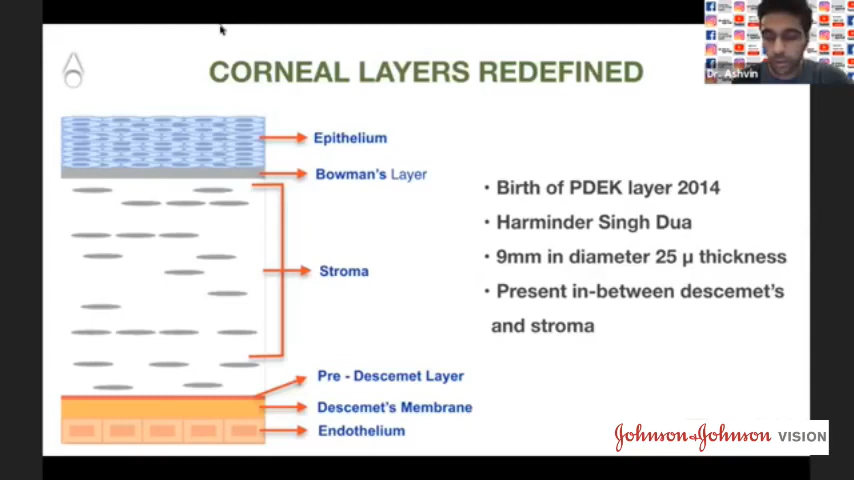 CORNEAL LAYERS REDEFINED
Dr. Ashvin
Epithelium
Bowman's Layer
Stroma
Pre - Descemet Layer
Descemet's Membrane
Endothelium
• Birth of PDEK layer 2014
• Harminder Singh Dua
• 9mm in diameter 25 µ thickness
• Present in-between descemet's
and stroma
Johnson+Johnson VISION